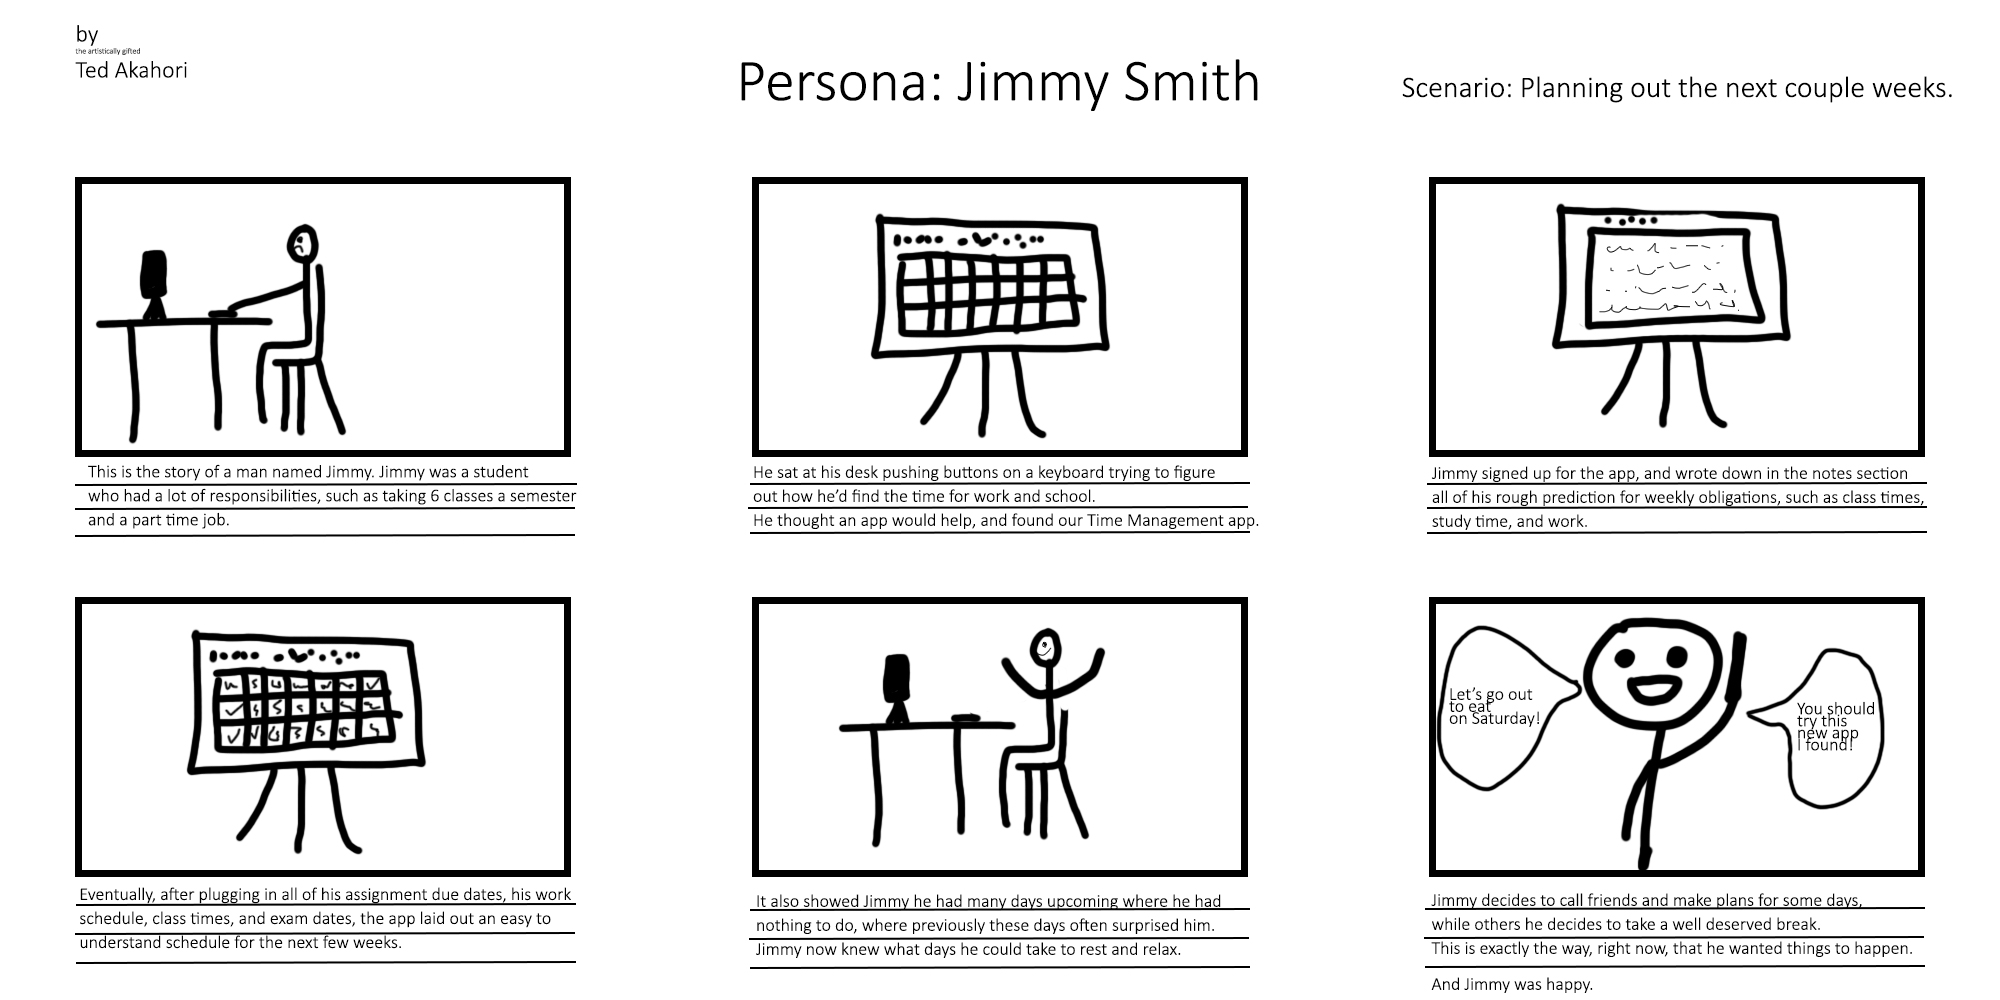 by
the artistically gifted
Ted Akahori
Persona: Jimmy Smith
Scenario: Planning out the next couple weeks.
This is the story of a man named Jimmy. Jimmy was a student
who had a lot of responsibilities, such as taking 6 classes a semester
and a part time job.
He sat at his desk pushing buttons on a keyboard trying to figure
out how he'd find the time for work and school.
He thought an app would help, and found our Time Management app.
Jimmy signed up for the app, and wrote down in the notes section
all of his rough prediction for weekly obligations, such as class times,
study time, and work.
Eventually, after plugging in all of his assignment due dates, his work
schedule, class times, and exam dates, the app laid out an easy to
understand schedule for the next few weeks.
It also showed Jimmy he had many days upcoming where he had
nothing to do, where previously these days often surprised him.
Jimmy now knew what days he could take to rest and relax.
Let's go out
to eat
on Saturday!
You should
try this
new app
I found!
Jimmy decides to call friends and make plans for some days,
while others he decides to take a well deserved break.
This is exactly the way, right now, that he wanted things to happen.
And Jimmy was happy.